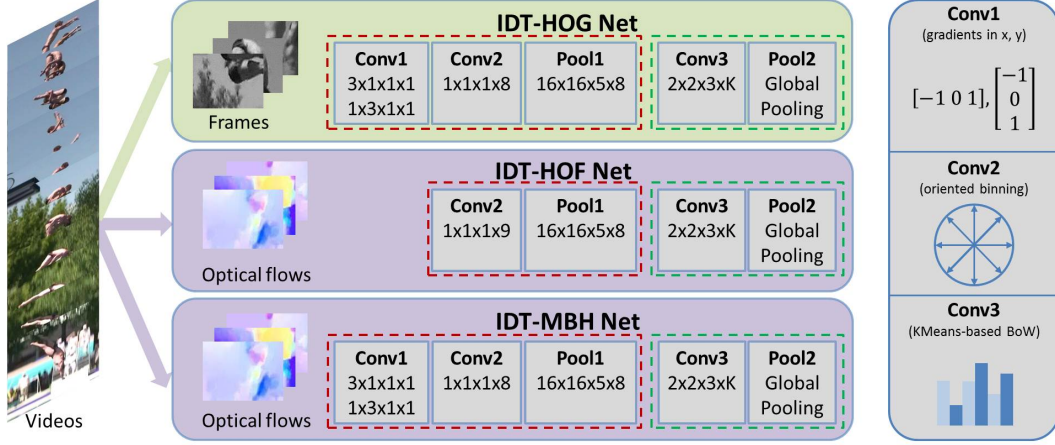 Videos
IDT-HOG Net
Frames
Conv1
3x1x1x1
1x3x1x1
Conv2
1x1x1x8
Pool1
16x16x5x8
Conv3
2x2x3xK
Pool2
Global
Pooling
IDT-HOF Net
Optical flows
Conv2
1x1x1x9
Pool1
16x16x5x8
Conv3
2x2x3xK
Pool2
Global
Pooling
IDT-MBH Net
Optical flows
Conv1
3x1x1x1
1x3x1x1
Conv2
1x1x1x8
Pool1
16x16x5x8
Conv3
2x2x3xK
Pool2
Global
Pooling
Conv1
(gradients in x, y)
[−1 0 1], [−1
0
1]
Conv2
(oriented binning)
Conv3
(KMeans-based BoW)